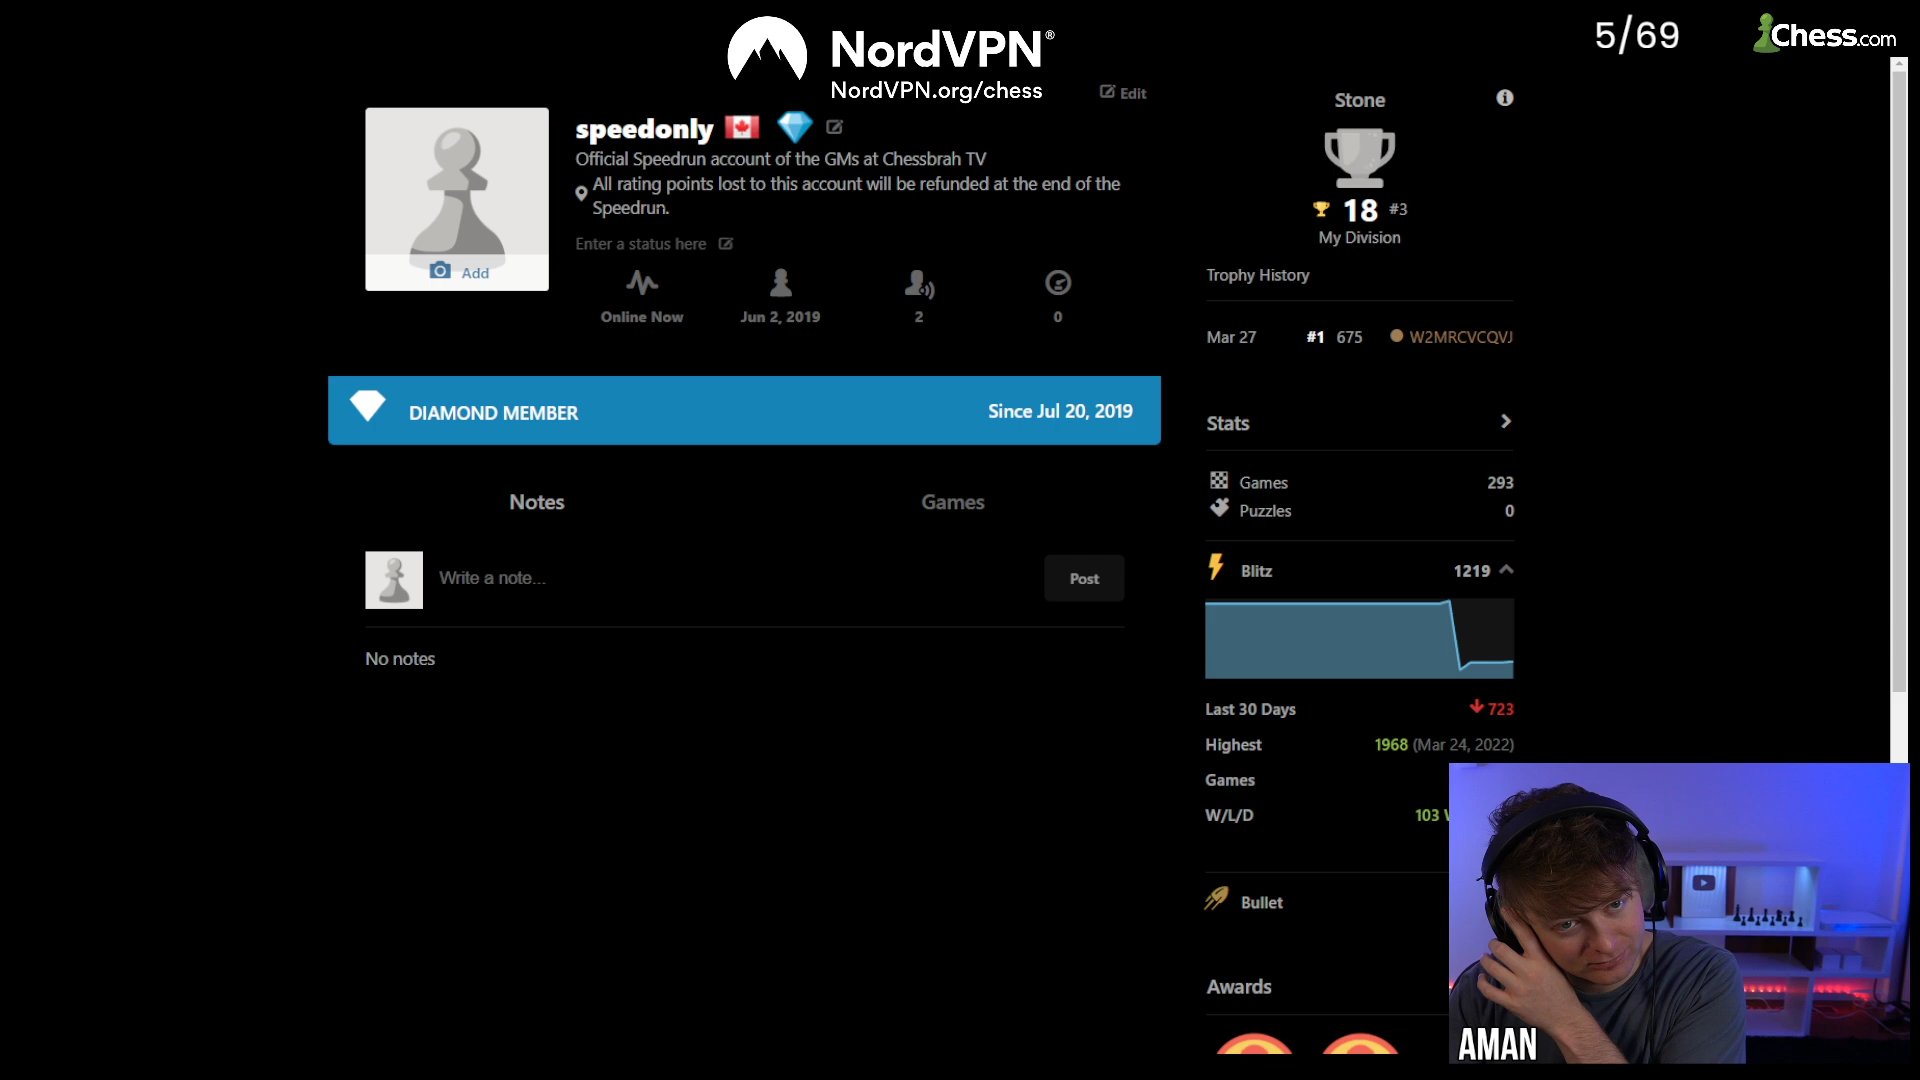 NordVPN®
NordVPN.org/chess
5/69
Chess.com
Edit
speedonly
Official Speedrun account of the GMs at Chessbrah TV
All rating points lost to this account will be refunded at the end of the
Speedrun.
Enter a status here
Add
Online Now
Jun 2, 2019
2
0
DIAMOND MEMBER
Since Jul 20, 2019
Notes
Games
Write a note...
Post
No notes
Stone
18 #3
My Division
Trophy History
Mar 27 #1 675 W2MRCVCQVJ
Stats
Games 293
Puzzles 0
Blitz 1219
Last 30 Days 723
Highest 1968 (Mar 24, 2022)
Games
W/L/D 103
Bullet
Awards
AMAN